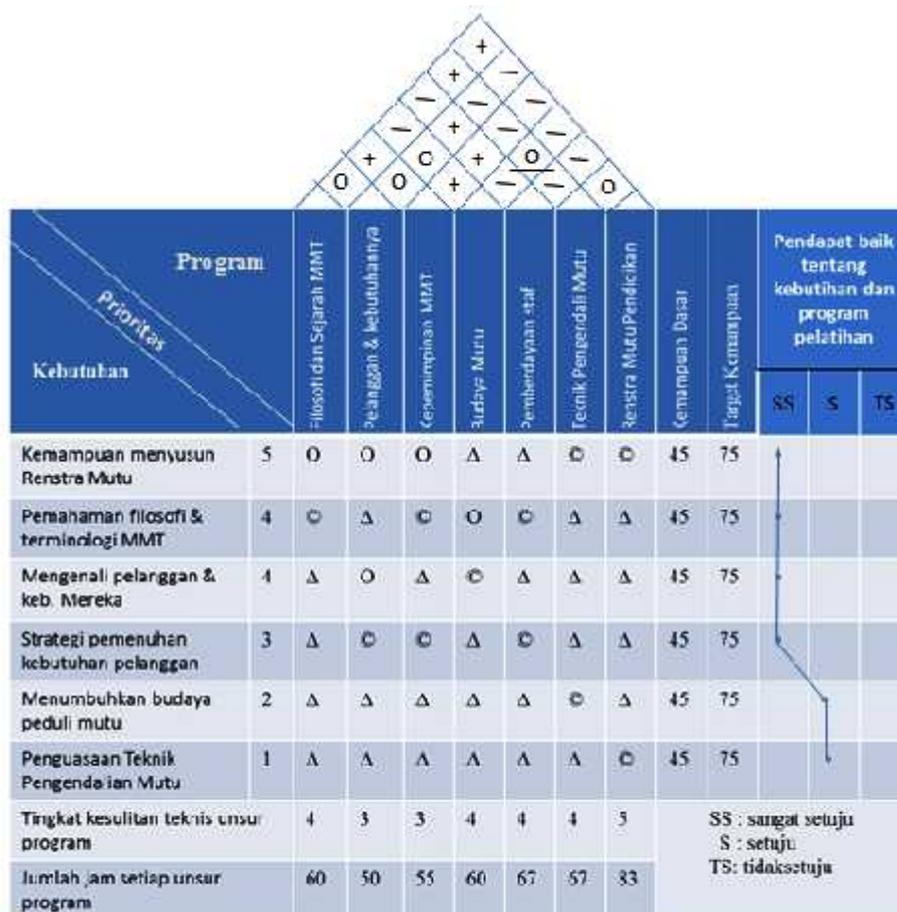 +
+ –
– – –
– + – –
+ O + O –
O O + – – O
Program
Prioritas
Kebutuhan
Filosofi dan Sejarah MMT
Pelanggan & kebutuhannya
Kepemimpinan MMT
Budaya Mutu
Pemberdayaan staf
Teknik Pengendali Mutu
Renstra Mutu Pendidikan
Kemampuan Dasar
Target Kemampuan
Pendapat baik
tentang
kebutihan dan
program
pelatihan
SS S TS
Kemampuan menyusun 5 O O O Δ Δ © © 45 75
Renstra Mutu
Pemahaman filosofi & 4 © Δ © O © Δ Δ 45 75
terminologi MMT
Mengenali pelanggan & 4 Δ O Δ © Δ Δ Δ 45 75
keb. Mereka
Strategi pemenuhan 3 Δ © © Δ © Δ Δ 45 75
kebutuhan pelanggan
Menumbuhkan budaya 2 Δ Δ Δ Δ Δ © Δ 45 75
peduli mutu
Penguasaan Teknik 1 Δ Δ Δ Δ Δ Δ © 45 75
Pengendalian Mutu
Tingkat kesulitan teknis unsur 4 3 3 4 4 4 5
program
Jumlah jam setiap unsur 60 50 55 60 67 67 83
program
SS : sangat setuju
S : setuju
TS: tidaksetuju